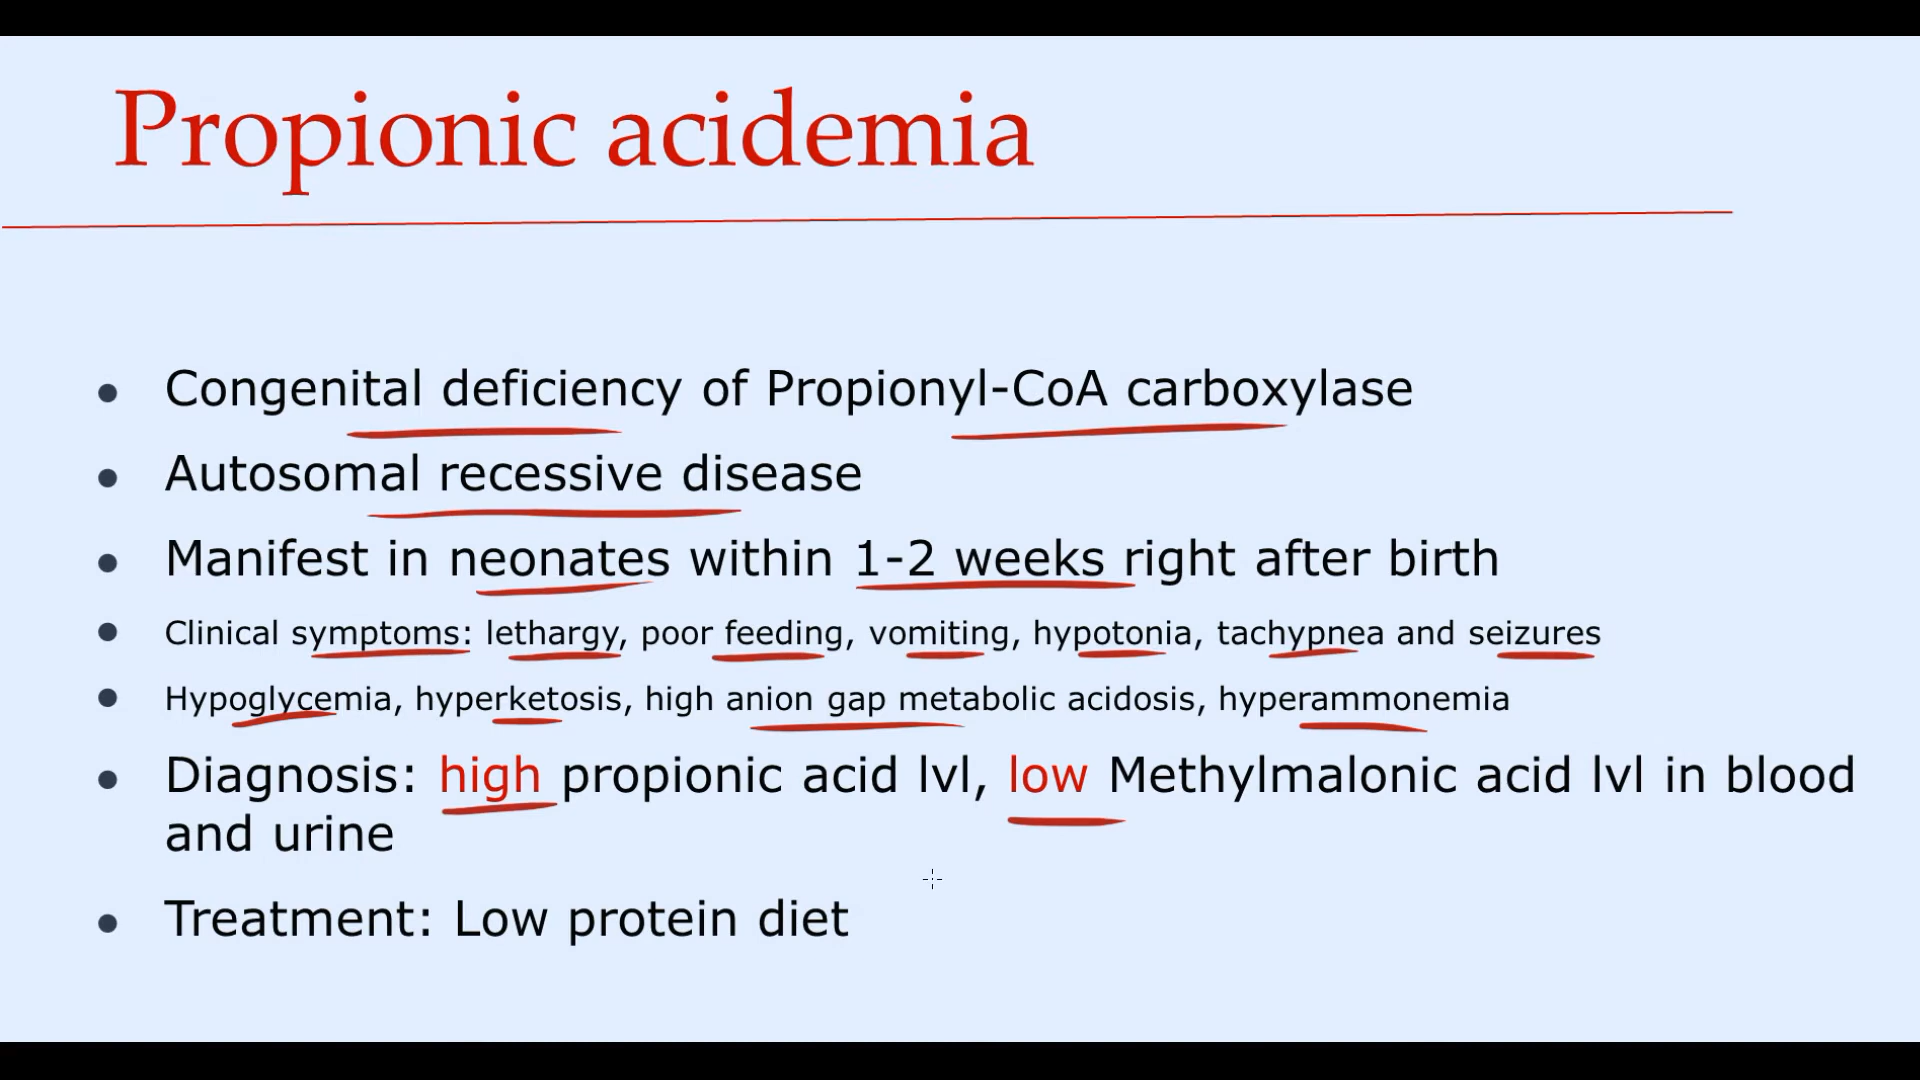 Propionic acidemia
Congenital deficiency of Propionyl-CoA carboxylase
Autosomal recessive disease
Manifest in neonates within 1-2 weeks right after birth
Clinical symptoms: lethargy, poor feeding, vomiting, hypotonia, tachypnea and seizures
Hypoglycemia, hyperketosis, high anion gap metabolic acidosis, hyperammonemia
Diagnosis: high propionic acid lvl, low Methylmalonic acid lvl in blood
and urine
Treatment: Low protein diet